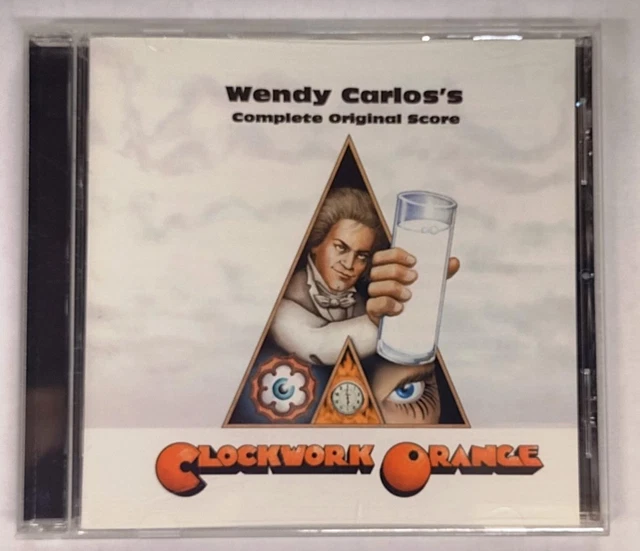 Wendy Carlos's
Complete Original Score
CLOCKWORK ORANGE